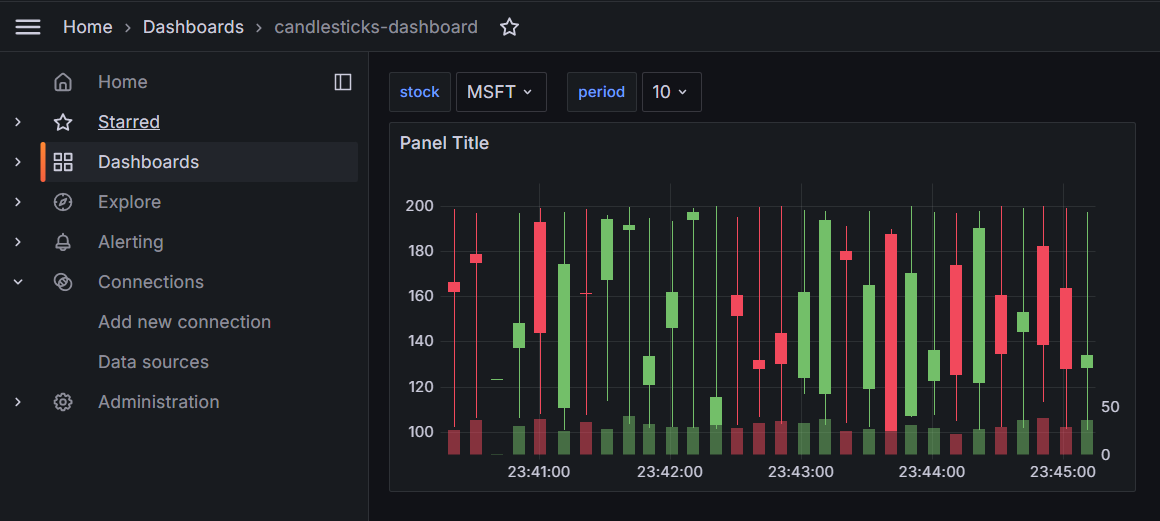 Home › Dashboards › candlesticks-dashboard
Home
Starred
Dashboards
Explore
Alerting
Connections
Add new connection
Data sources
Administration
stock MSFT period 10
Panel Title
200
180
160
140
120
100
50
0
23:41:00 23:42:00 23:43:00 23:44:00 23:45:00